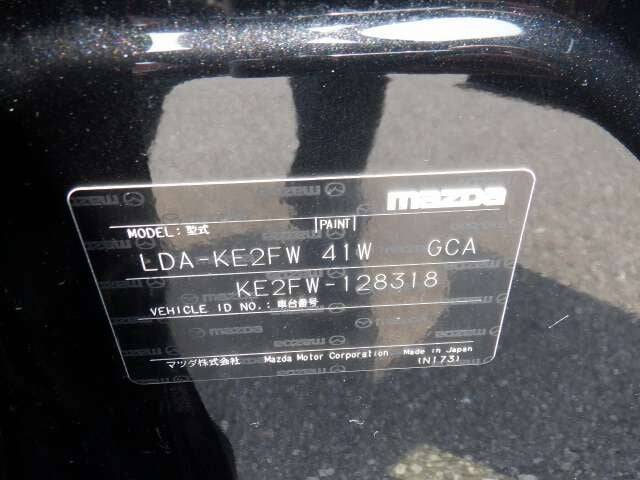 mazda
MODEL: 型式 PAINT
LDA-KE2FW 41W GCA
KE2FW-128318
VEHICLE ID NO.: 車台番号
マツダ株式会社 Mazda Motor Corporation Made in Japan
(N173)